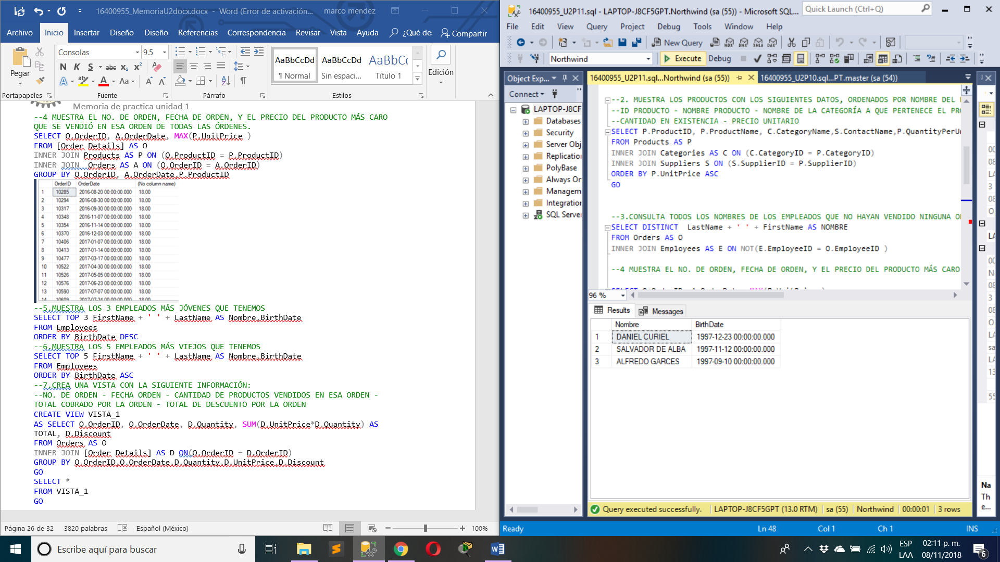 16400955_MemoriaU2docx.docx - Word (Error de activación...
marco mendez
Archivo Inicio Insertar Diseño Diseño Referencias Correspondencia Revisar Vista Ayuda ¿Qué de: Compartir
Pegar
Consolas 9.5
N K S abc x₂ x²
A A Aa A A
AaBbCcDd AaBbCcDd AaBbCc
¶ Normal Sin espaci... Título 1
Edición
Portapapeles Fuente Párrafo Estilos
Memoria de practica unidad 1
--4 MUESTRA EL NO. DE ORDEN, FECHA DE ORDEN, Y EL PRECIO DEL PRODUCTO MÁS CARO
QUE SE VENDIÓ EN ESA ORDEN DE TODAS LAS ÓRDENES.
SELECT O.OrderID, A.OrderDate, MAX(P.UnitPrice )
FROM [Order Details] AS O
INNER JOIN Products AS P ON (O.ProductID = P.ProductID)
INNER JOIN  Orders AS A ON (O.OrderID = A.OrderID)
GROUP BY O.OrderID, A.OrderDate,P.ProductID
OrderID OrderDate (No column name)
1 10285 2016-08-20 00:00:00.000 18.00
2 10294 2016-08-30 00:00:00.000 18.00
3 10317 2016-09-30 00:00:00.000 18.00
4 10348 2016-11-07 00:00:00.000 18.00
5 10354 2016-11-14 00:00:00.000 18.00
6 10370 2016-12-03 00:00:00.000 18.00
7 10406 2017-01-07 00:00:00.000 18.00
8 10413 2017-01-14 00:00:00.000 18.00
9 10477 2017-03-17 00:00:00.000 18.00
10 10522 2017-04-30 00:00:00.000 18.00
11 10526 2017-05-05 00:00:00.000 18.00
12 10576 2017-06-23 00:00:00.000 18.00
13 10590 2017-07-07 00:00:00.000 18.00
14 10609 2017-07-24 00:00:00.000 18.00
--5.MUESTRA LOS 3 EMPLEADOS MÁS JÓVENES QUE TENEMOS
SELECT TOP 3 FirstName + ' ' + LastName AS Nombre,BirthDate
FROM Employees
ORDER BY BirthDate DESC
--6.MUESTRA LOS 5 EMPLEADOS MÁS VIEJOS QUE TENEMOS
SELECT TOP 5 FirstName + ' ' + LastName AS Nombre,BirthDate
FROM Employees
ORDER BY BirthDate ASC
--7.CREA UNA VISTA CON LA SIGUIENTE INFORMACIÓN:
--NO. DE ORDEN - FECHA ORDEN - CANTIDAD DE PRODUCTOS VENDIDOS EN ESA ORDEN -
TOTAL COBRADO POR LA ORDEN - TOTAL DE DESCUENTO POR LA ORDEN
CREATE VIEW VISTA_1
AS SELECT O.OrderID, O.OrderDate, D.Quantity, SUM(D.UnitPrice*D.Quantity) AS
TOTAL, D.Discount
FROM Orders AS O
INNER JOIN [Order Details] AS D ON(O.OrderID = D.OrderID)
GROUP BY O.OrderID,O.OrderDate,D.Quantity,D.UnitPrice,D.Discount
GO
SELECT *
FROM VISTA_1
GO
Página 26 de 32 3820 palabras Español (México) 100%
16400955_U2P11.sql - LAPTOP-J8CF5GPT.Northwind (sa (55)) - Microsoft SQL...
Quick Launch (Ctrl+Q)
File Edit View Query Project Debug Tools Window Help
New Query MDX DMX XMLA DAX
Northwind Execute Debug
Object Exp...
Connect
LAPTOP-J8CF
Databases
Security
Server Obj
Replication
PolyBase
Always On
Managem
Integration
SQL Server
16400955_U2P11.sql...Northwind (sa (55)) 16400955_U2P10.sql...PT.master (sa (54))
--2. MUESTRA LOS PRODUCTOS CON LOS SIGUIENTES DATOS, ORDENADOS POR NOMBRE DEL
--ID PRODUCTO - NOMBRE PRODUCTO - NOMBRE DE LA CATEGORÍA A QUE PERTENECE EL PRO
--CANTIDAD EN EXISTENCIA - PRECIO UNITARIO
SELECT P.ProductID, P.ProductName, C.CategoryName,S.ContactName,P.QuantityPerUn
FROM Products AS P
INNER JOIN Categories AS C ON (C.CategoryID = P.CategoryID)
INNER JOIN Suppliers S ON (S.SupplierID = P.SupplierID)
ORDER BY P.UnitPrice ASC
GO
--3.CONSULTA TODOS LOS NOMBRES DE LOS EMPLEADOS QUE NO HAYAN VENDIDO NINGUNA O
SELECT DISTINCT  LastName + ' ' + FirstName AS NOMBRE
FROM Orders AS O
INNER JOIN Employees AS E ON NOT(E.EmployeeID = O.EmployeeID )
--4 MUESTRA EL NO. DE ORDEN, FECHA DE ORDEN, Y EL PRECIO DEL PRODUCTO MÁS CARO
96 %
Results Messages
Nombre BirthDate
1 DANIEL CURIEL 1997-12-23 00:00:00.000
2 SALVADOR DE ALBA 1997-11-12 00:00:00.000
3 ALFREDO GARCES 1997-09-10 00:00:00.000
Query executed successfully. LAPTOP-J8CF5GPT (13.0 RTM) sa (55) Northwind 00:00:01 3 rows
Na
Th
e...
Ready Ln 48 Col 1 Ch 1 INS
Escribe aquí para buscar
ESP
LAA
02:11 p. m.
08/11/2018
6